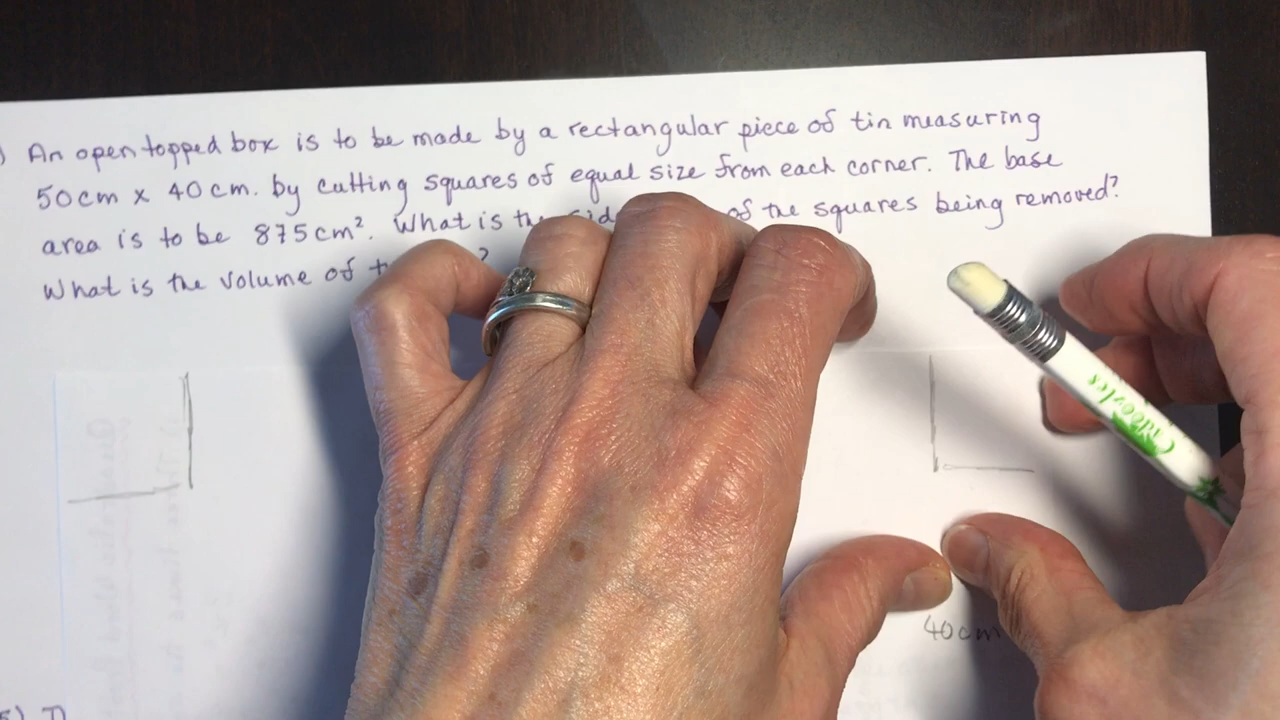 ) An open topped box is to be made by a rectangular piece of tin measuring
50cm x 40cm. by cutting squares of equal size from each corner. The base
area is to be 875cm². What is the of the squares being removed?
What is the volume of ?
40cm
5)